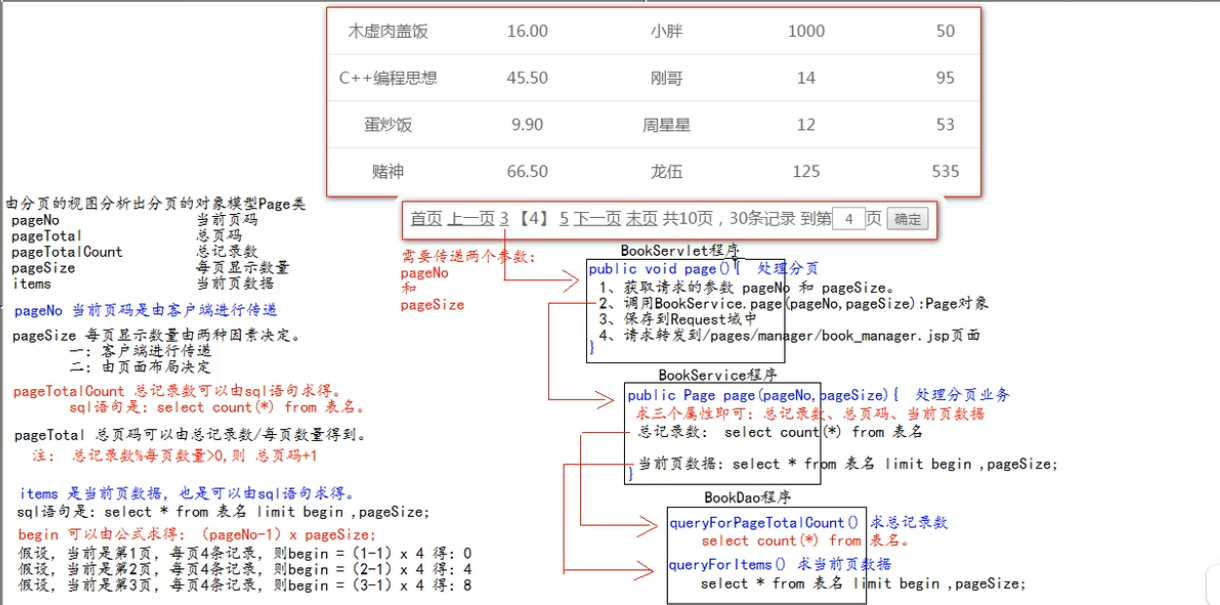 木虚肉盖饭 16.00 小胖 1000 50
C++编程思想 45.50 刚哥 14 95
蛋炒饭 9.90 周星星 12 53
赌神 66.50 龙伍 125 535
首页 上一页 3 【4】 5 下一页 末页 共10页，30条记录 到第 4 页 确定
由分页的视图分析出分页的对象模型Page类
pageNo 当前页码
pageTotal 总页码
pageTotalCount 总记录数
pageSize 每页显示数量
items 当前页数据
pageNo 当前页码是由客户端进行传递
pageSize 每页显示数量由两种因素决定。
一：客户端进行传递
二：由页面布局决定
pageTotalCount 总记录数可以由sql语句求得。
sql语句是: select count(*) from 表名。
pageTotal 总页码可以由总记录数/每页数量得到。
注： 总记录数%每页数量>0,则 总页码+1
items 是当前页数据，也是可以由sql语句求得。
sql语句是: select * from 表名 limit begin ,pageSize;
begin 可以由公式求得： （pageNo-1）x pageSize;
假设，当前是第1页，每页4条记录，则begin =（1-1）x 4 得：0
假设，当前是第2页，每页4条记录，则begin =（2-1）x 4 得：4
假设，当前是第3页，每页4条记录，则begin =（3-1）x 4 得：8
需要传递两个参数：
pageNo
和
pageSize
BookServlet程序
public void page(){ 处理分页
1、获取请求的参数 pageNo 和 pageSize。
2、调用BookService.page(pageNo,pageSize):Page对象
3、保存到Request域中
4、请求转发到/pages/manager/book_manager.jsp页面
}
BookService程序
public Page page(pageNo,pageSize){ 处理分页业务
求三个属性即可：总记录数、总页码、当前页数据
总记录数： select count(*) from 表名
当前页数据：select * from 表名 limit begin ,pageSize;
}
BookDao程序
queryForPageTotalCount() 求总记录数
select count(*) from 表名。
queryForItems() 求当前页数据
select * from 表名 limit begin ,pageSize;